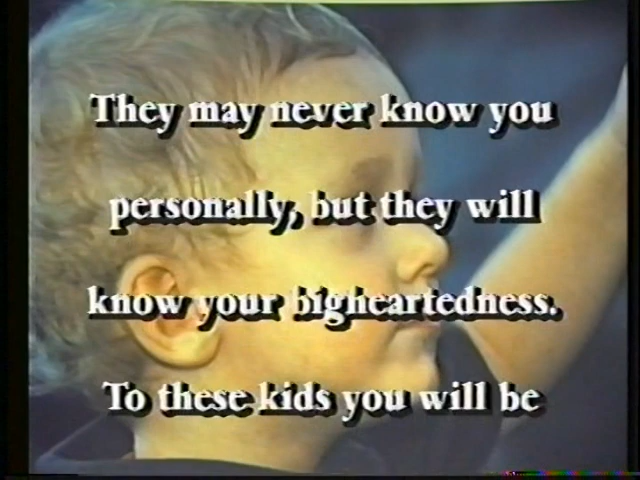 They may never know you
personally, but they will
know your bigheartedness.
To these kids you will be